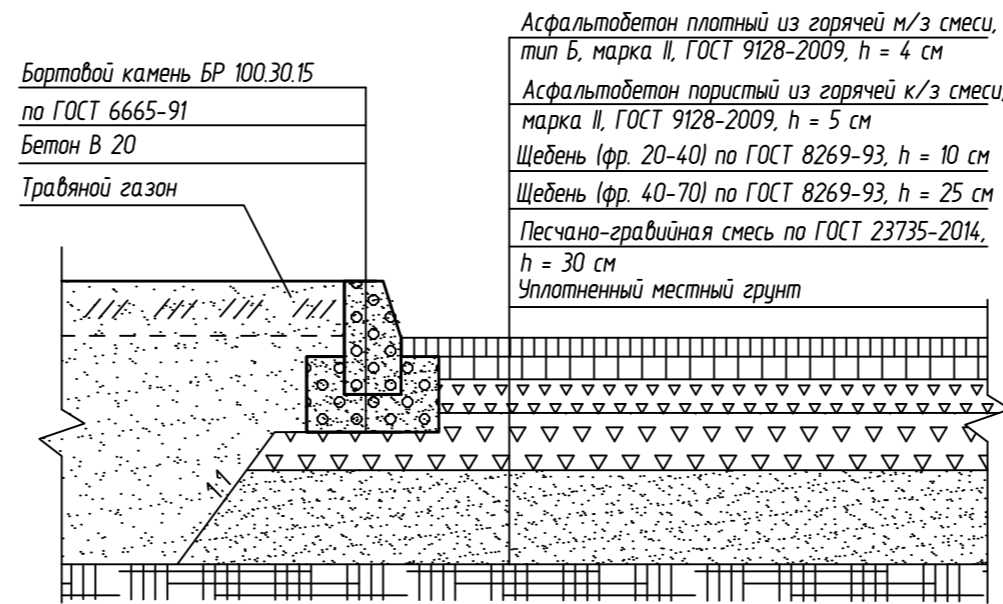 Бортовой камень БР 100.30.15
по ГОСТ 6665-91
Бетон В 20
Травяной газон
Асфальтобетон плотный из горячей м/з смеси,
тип Б, марка II, ГОСТ 9128-2009, h = 4 см
Асфальтобетон пористый из горячей к/з смеси,
марка II, ГОСТ 9128-2009, h = 5 см
Щебень (фр. 20-40) по ГОСТ 8269-93, h = 10 см
Щебень (фр. 40-70) по ГОСТ 8269-93, h = 25 см
Песчано-гравийная смесь по ГОСТ 23735-2014,
h = 30 см
Уплотненный местный грунт
1:1